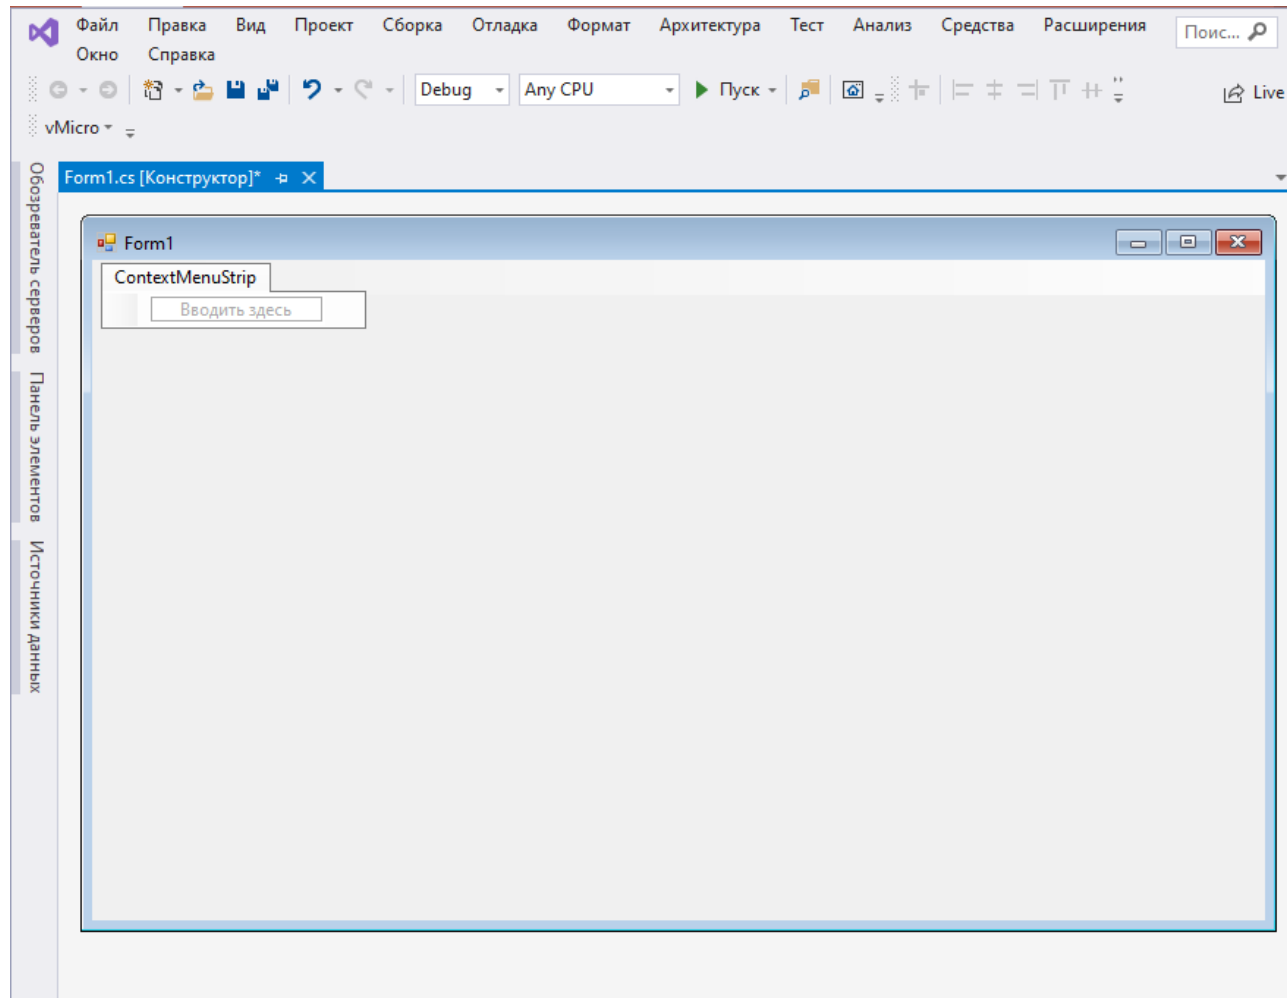 Файл Правка Вид Проект Сборка Отладка Формат Архитектура Тест Анализ Средства Расширения
Поис...
Окно Справка
Debug Any CPU Пуск Live
vMicro
Form1.cs [Конструктор]*
Form1
ContextMenuStrip
Вводить здесь
Обозреватель серверов
Панель элементов
Источники данных